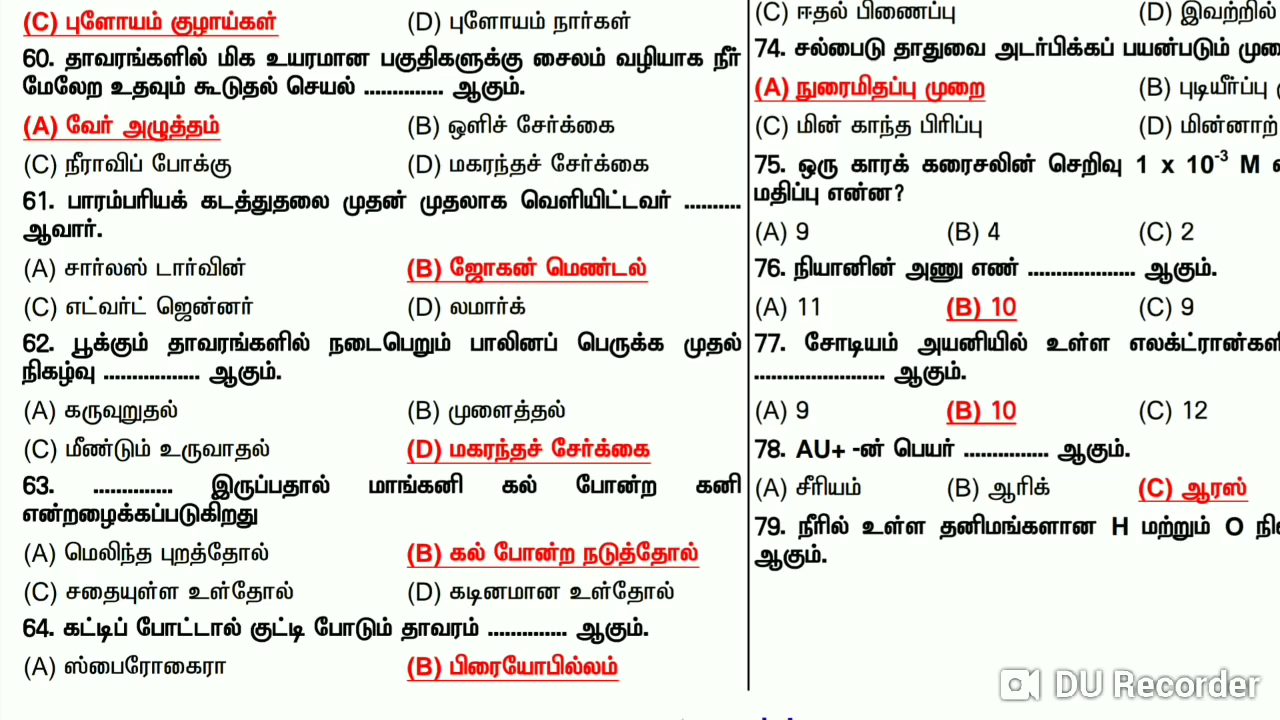 (C) புளோயம் குழாய்கள் (D) புளோயம் நார்கள்
60. தாவரங்களில் மிக உயரமான பகுதிகளுக்கு சைலம் வழியாக நீர்
மேலேற உதவும் கூடுதல் செயல் .............. ஆகும்.
(A) வேர் அழுத்தம் (B) ஒளிச் சேர்க்கை
(C) நீராவிப் போக்கு (D) மகரந்தச் சேர்க்கை
61. பாரம்பரியக் கடத்துதலை முதன் முதலாக வெளியிட்டவர் ..........
ஆவார்.
(A) சார்லஸ் டார்வின் (B) ஜோகன் மெண்டல்
(C) எட்வர்ட் ஜென்னர் (D) லமார்க்
62. பூக்கும் தாவரங்களில் நடைபெறும் பாலினப் பெருக்க முதல்
நிகழ்வு ................. ஆகும்.
(A) கருவுறுதல் (B) முளைத்தல்
(C) மீண்டும் உருவாதல் (D) மகரந்தச் சேர்க்கை
63. .............. இருப்பதால் மாங்கனி கல் போன்ற கனி
என்றழைக்கப்படுகிறது
(A) மெலிந்த புறத்தோல் (B) கல் போன்ற நடுத்தோல்
(C) சதையுள்ள உள்தோல் (D) கடினமான உள்தோல்
64. கட்டிப் போட்டால் குட்டி போடும் தாவரம் .............. ஆகும்.
(A) ஸ்பைரோகைரா (B) பிரையோபில்லம்
(C) ஈதல் பிணைப்பு (D) இவற்றில்
74. சல்பைடு தாதுவை அடர்பிக்கப் பயன்படும்
(A) நுரைமிதப்பு முறை (B) புடியீர்ப்பு
(C) மின் காந்த பிரிப்பு (D) மின்னாற்
75. ஒரு காரக் கரைசலின் செறிவு 1 x 10⁻³ M
மதிப்பு என்ன?
(A) 9 (B) 4 (C) 2
76. நியானின் அணு எண் ................... ஆகும்.
(A) 11 (B) 10 (C) 9
77. சோடியம் அயனியில் உள்ள
....................... ஆகும்.
(A) 9 (B) 10 (C) 12
78. AU+ -ன் பெயர் ............... ஆகும்.
(A) சீரியம் (B) ஆரிக் (C) ஆரஸ்
79. நீரில் உள்ள தனிமங்களான H மற்றும் O
ஆகும்.
DU Recorder